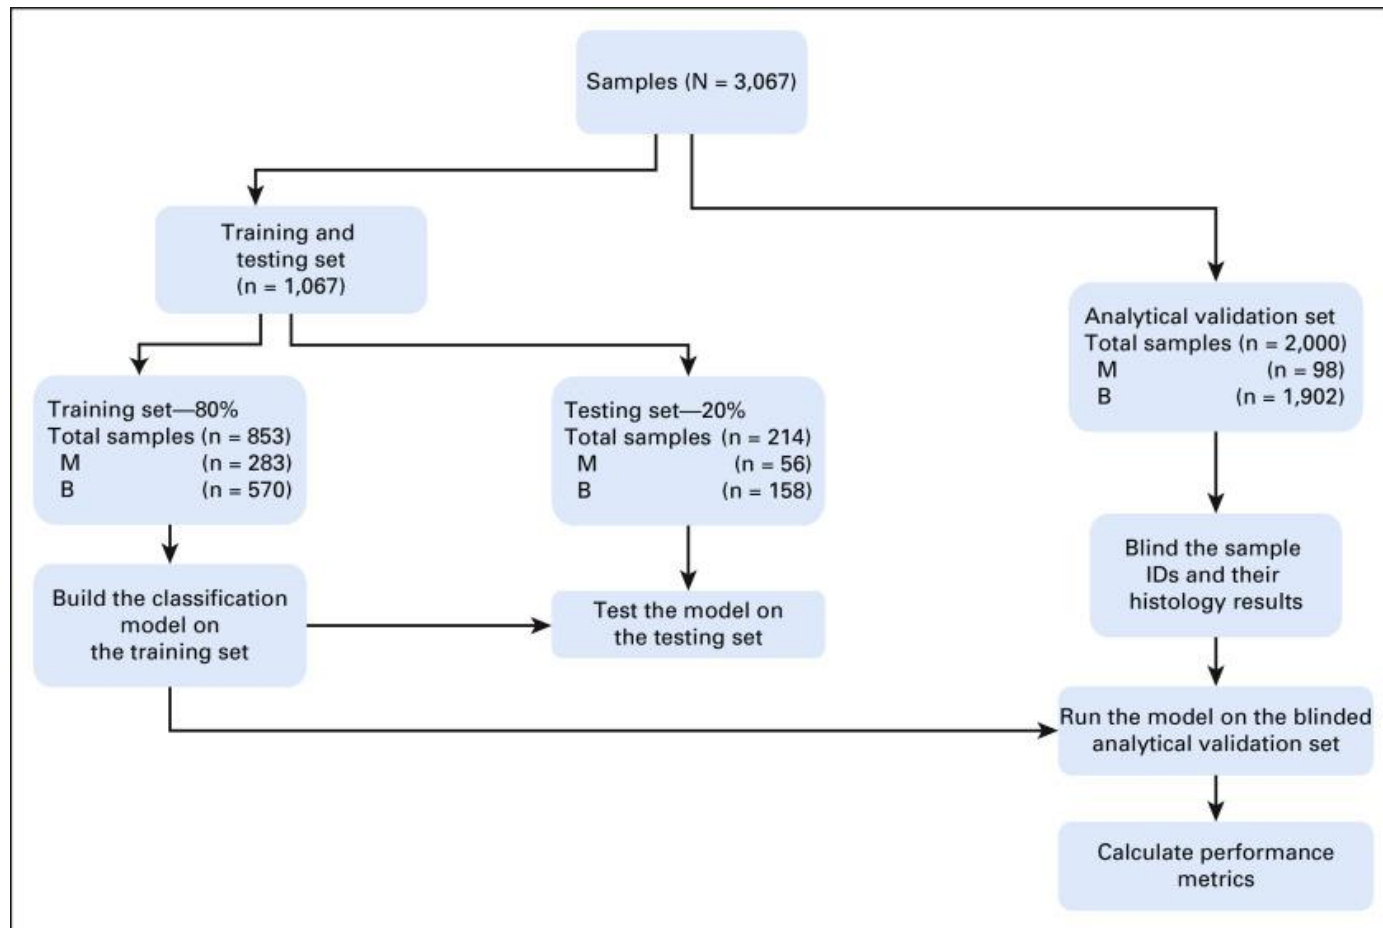 Samples (N = 3,067)
Training and
testing set
(n = 1,067)
Analytical validation set
Total samples (n = 2,000)
M (n = 98)
B (n = 1,902)
Training set—80%
Total samples (n = 853)
M (n = 283)
B (n = 570)
Testing set—20%
Total samples (n = 214)
M (n = 56)
B (n = 158)
Blind the sample
IDs and their
histology results
Build the classification
model on
the training set
Test the model on
the testing set
Run the model on the blinded
analytical validation set
Calculate performance
metrics